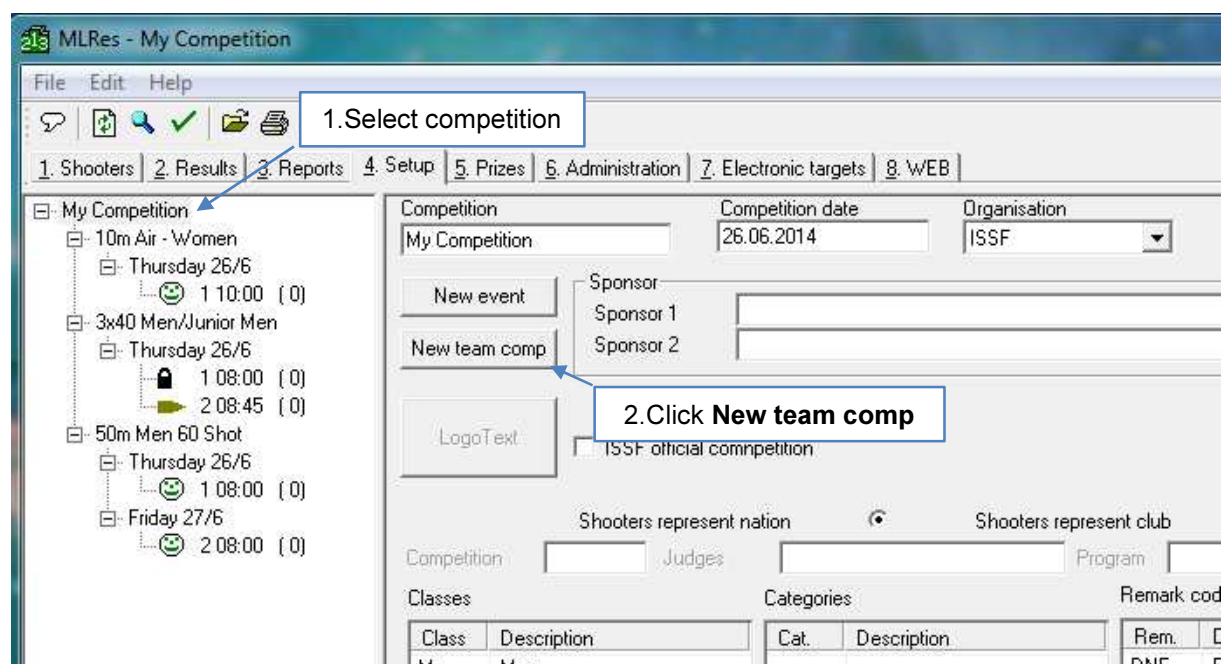 MLRes - My Competition
File Edit Help
1.Select competition
1. Shooters 2. Results 3. Reports 4. Setup 5. Prizes 6. Administration 7. Electronic targets 8. WEB
My Competition
10m Air - Women
Thursday 26/6
1 10:00 ( 0)
3x40 Men/Junior Men
Thursday 26/6
1 08:00 ( 0)
2 08:45 ( 0)
50m Men 60 Shot
Thursday 26/6
1 08:00 ( 0)
Friday 27/6
2 08:00 ( 0)
Competition Competition date Organisation
My Competition 26.06.2014 ISSF
New event
Sponsor
Sponsor 1
New team comp
Sponsor 2
2.Click New team comp
LogoText
ISSF official comnpetition
Shooters represent nation Shooters represent club
Competition Judges Program
Classes Categories Remark cod
Class Description Cat. Description Rem. D